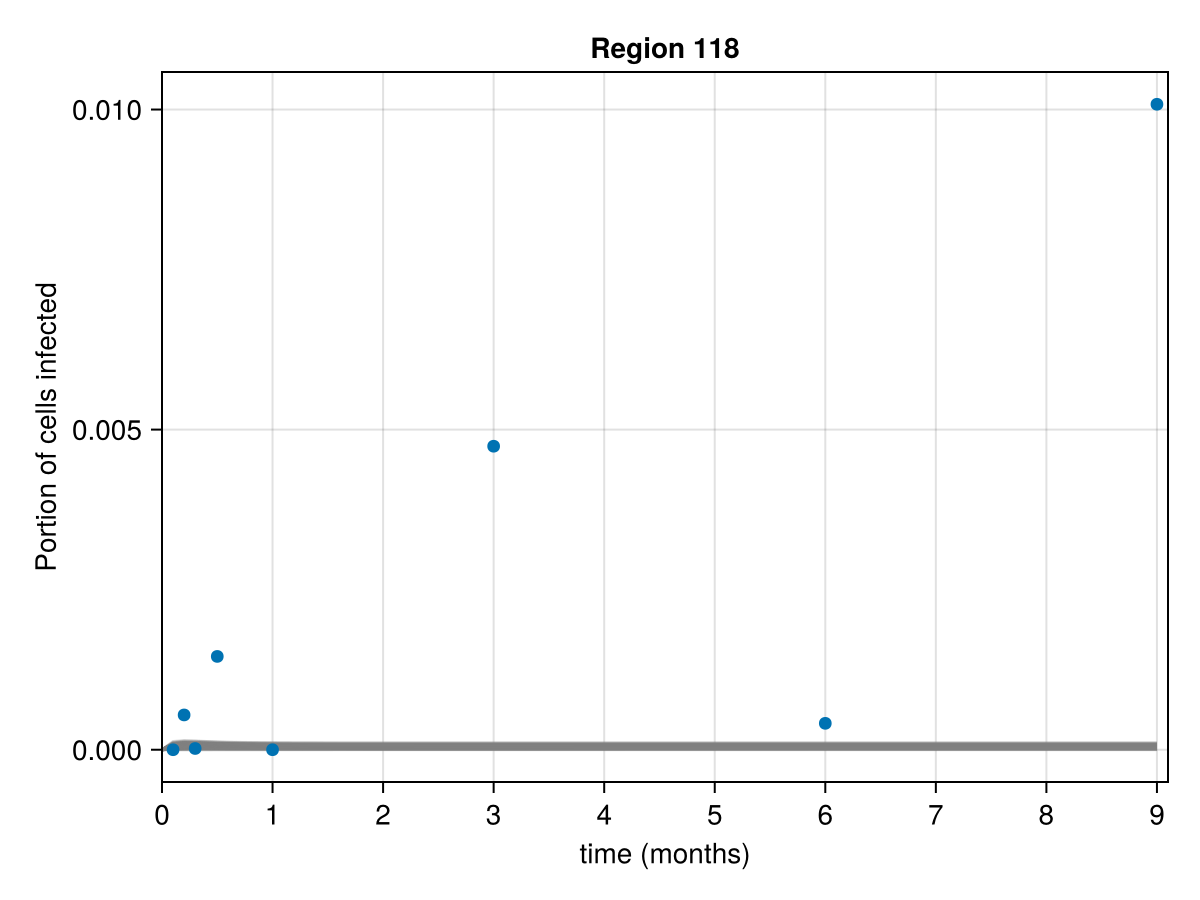 Region 118
0.010
0.005
0.000
Portion of cells infected
0 1 2 3 4 5 6 7 8 9
time (months)